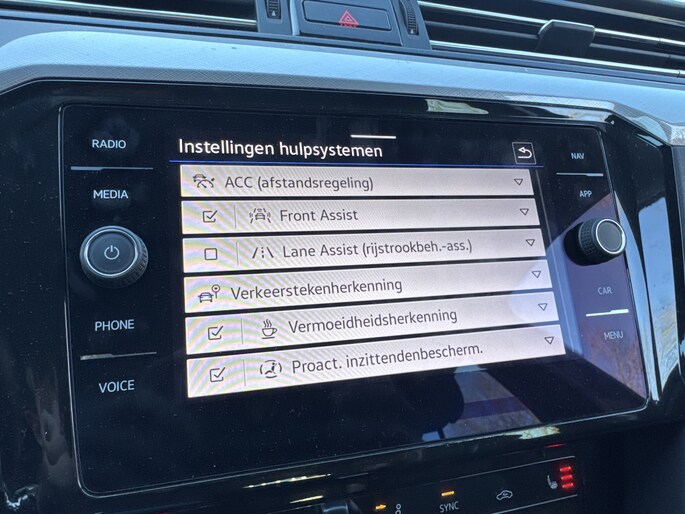 RADIO
MEDIA
PHONE
VOICE
Instellingen hulpsystemen
ACC (afstandsregeling)
Front Assist
Lane Assist (rijstrookbeh.-ass.)
Verkeerstekenherkenning
Vermoeidheidsherkenning
Proact. inzittendenbescherm.
NAV
APP
CAR
MENU
SYNC